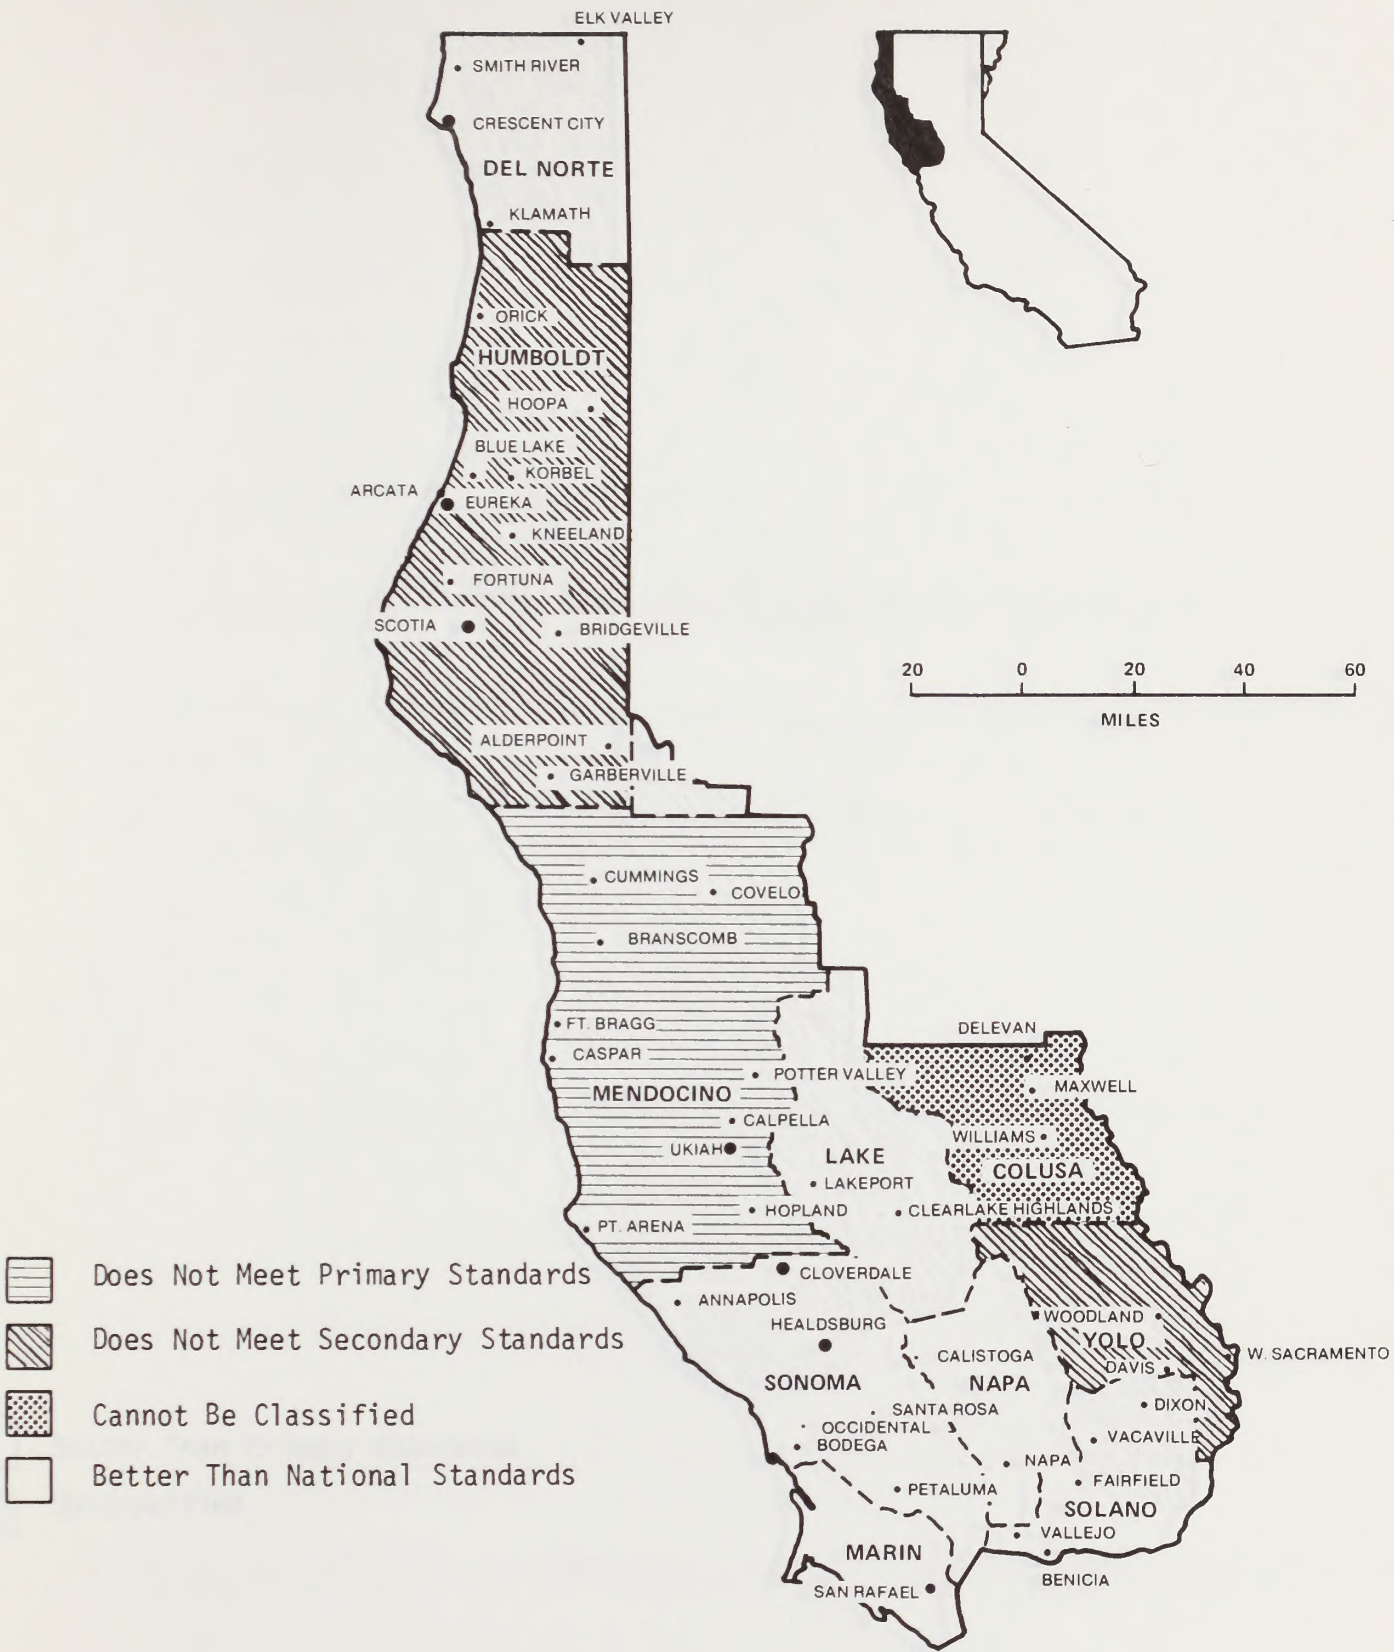 ELK VALLEY
SMITH RIVER
CRESCENT CITY
DEL NORTE
KLAMATH
ORICK
HUMBOLDT
HOOPA
BLUE LAKE
KORBEL
ARCATA
EUREKA
KNEELAND
FORTUNA
SCOTIA
BRIDGEVILLE
20 0 20 40 60
MILES
ALDERPOINT
GARBERVILLE
CUMMINGS
COVELO
BRANSCOMB
FT. BRAGG
DELEVAN
CASPAR
POTTER VALLEY
MAXWELL
MENDOCINO
CALPELLA
WILLIAMS
UKIAH
LAKE
COLUSA
LAKEPORT
HOPLAND
CLEARLAKE HIGHLANDS
PT. ARENA
CLOVERDALE
ANNAPOLIS
WOODLAND
HEALDSBURG
YOLO
CALISTOGA
W. SACRAMENTO
DAVIS
SONOMA
NAPA
SANTA ROSA
DIXON
OCCIDENTAL
VACAVILLE
BODEGA
NAPA
FAIRFIELD
PETALUMA
SOLANO
VALLEJO
MARIN
BENICIA
SAN RAFAEL
Does Not Meet Primary Standards
Does Not Meet Secondary Standards
Cannot Be Classified
Better Than National Standards